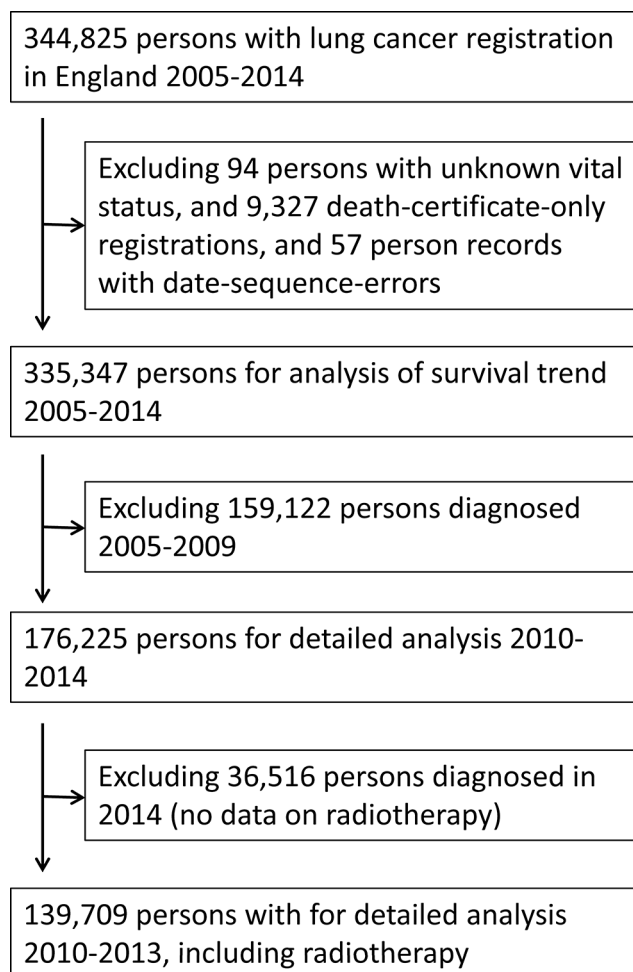 344,825 persons with lung cancer registration
in England 2005-2014
Excluding 94 persons with unknown vital
status, and 9,327 death-certificate-only
registrations, and 57 person records
with date-sequence-errors
335,347 persons for analysis of survival trend
2005-2014
Excluding 159,122 persons diagnosed
2005-2009
176,225 persons for detailed analysis 2010-
2014
Excluding 36,516 persons diagnosed in
2014 (no data on radiotherapy)
139,709 persons with for detailed analysis
2010-2013, including radiotherapy